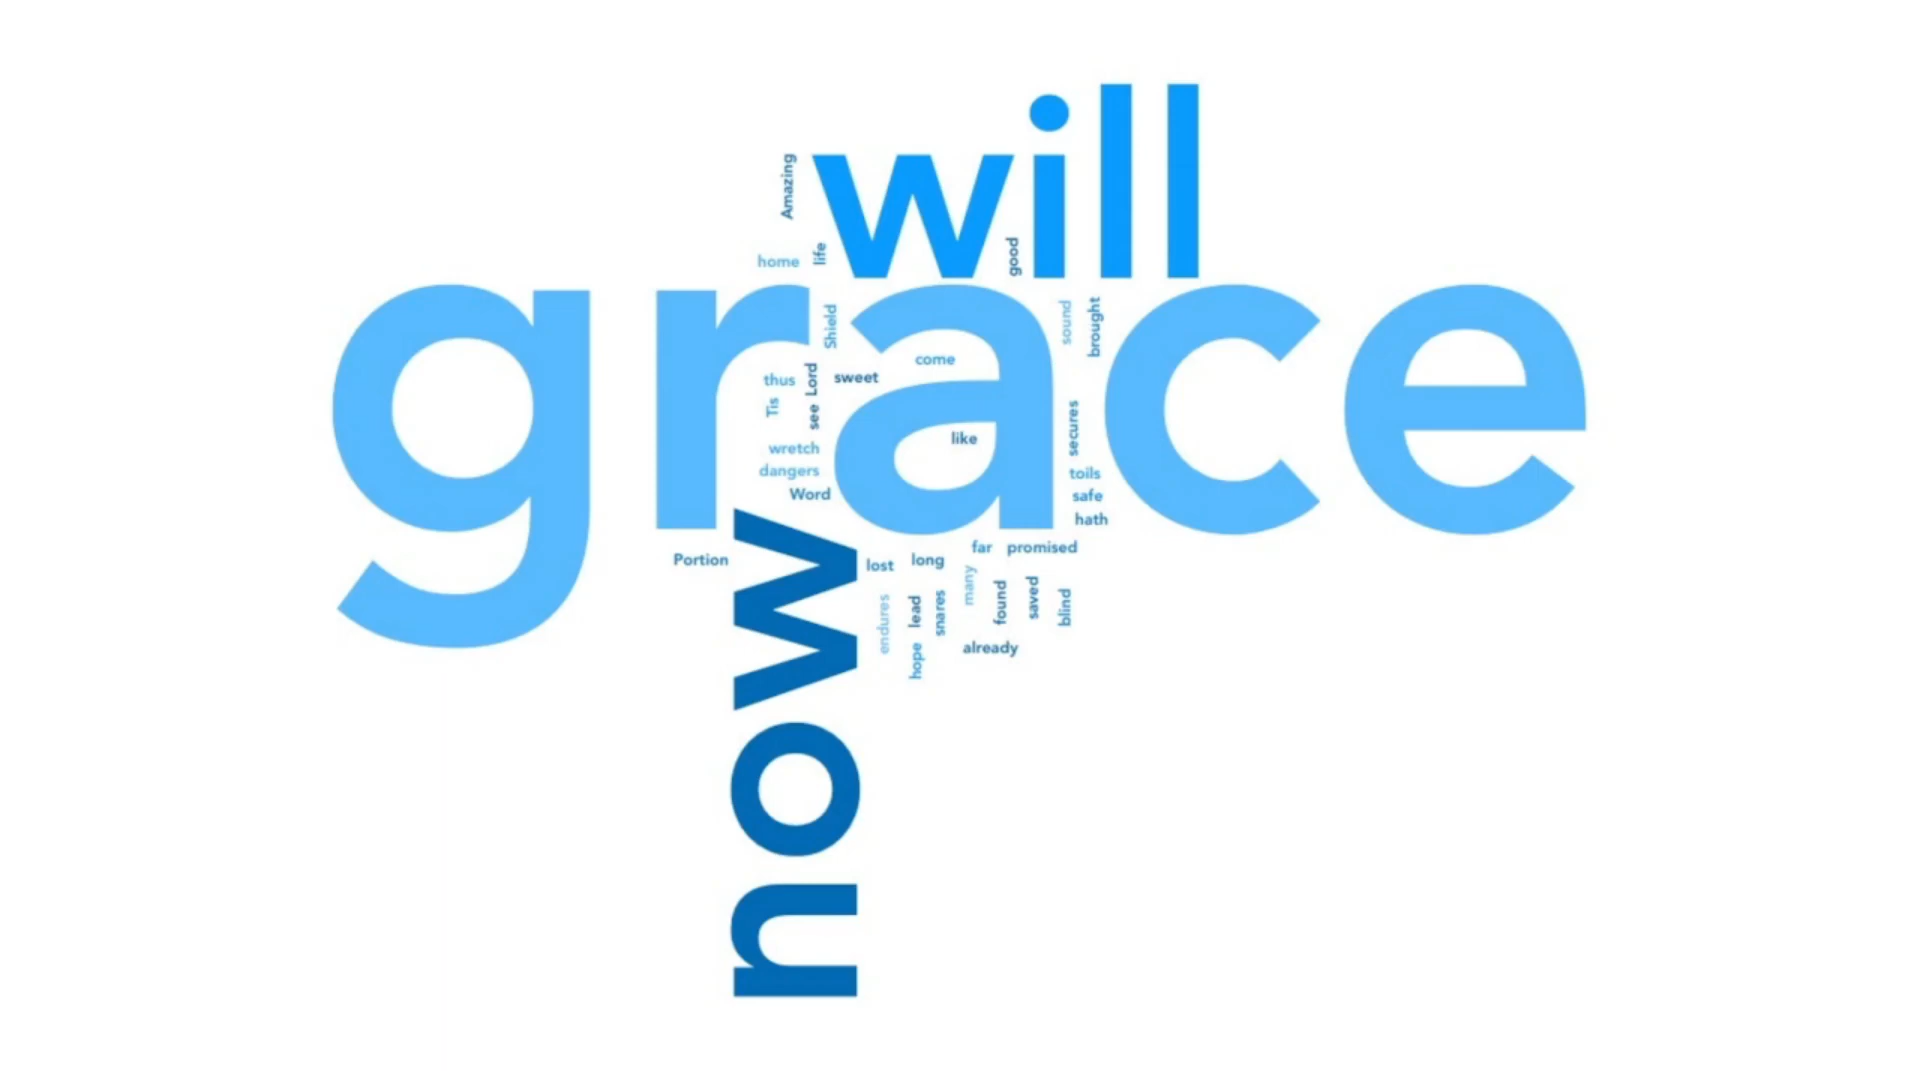 will
Amazing
life
home
good
grace
Shield
sound
brought
come
thus
Lord
sweet
Tis
see
like
secures
wretch
dangers
toils
Word
safe
hath
now
Portion
lost
long
far
promised
many
endures
lead
snares
found
saved
blind
hope
already